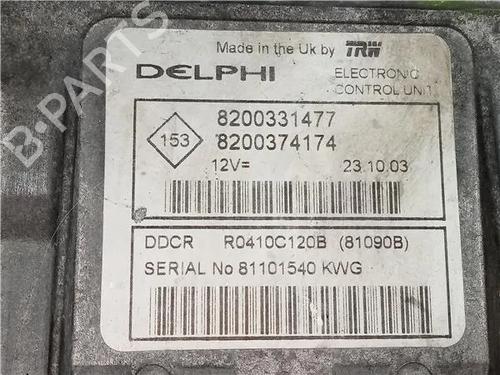 Made in the Uk by TRW
DELPHI ELECTRONIC
CONTROL UNIT
153 8200331477
8200374174
12V= 23.10.03
DDCR R0410C120B (81090B)
SERIAL No 81101540 KWG
B-PARTS